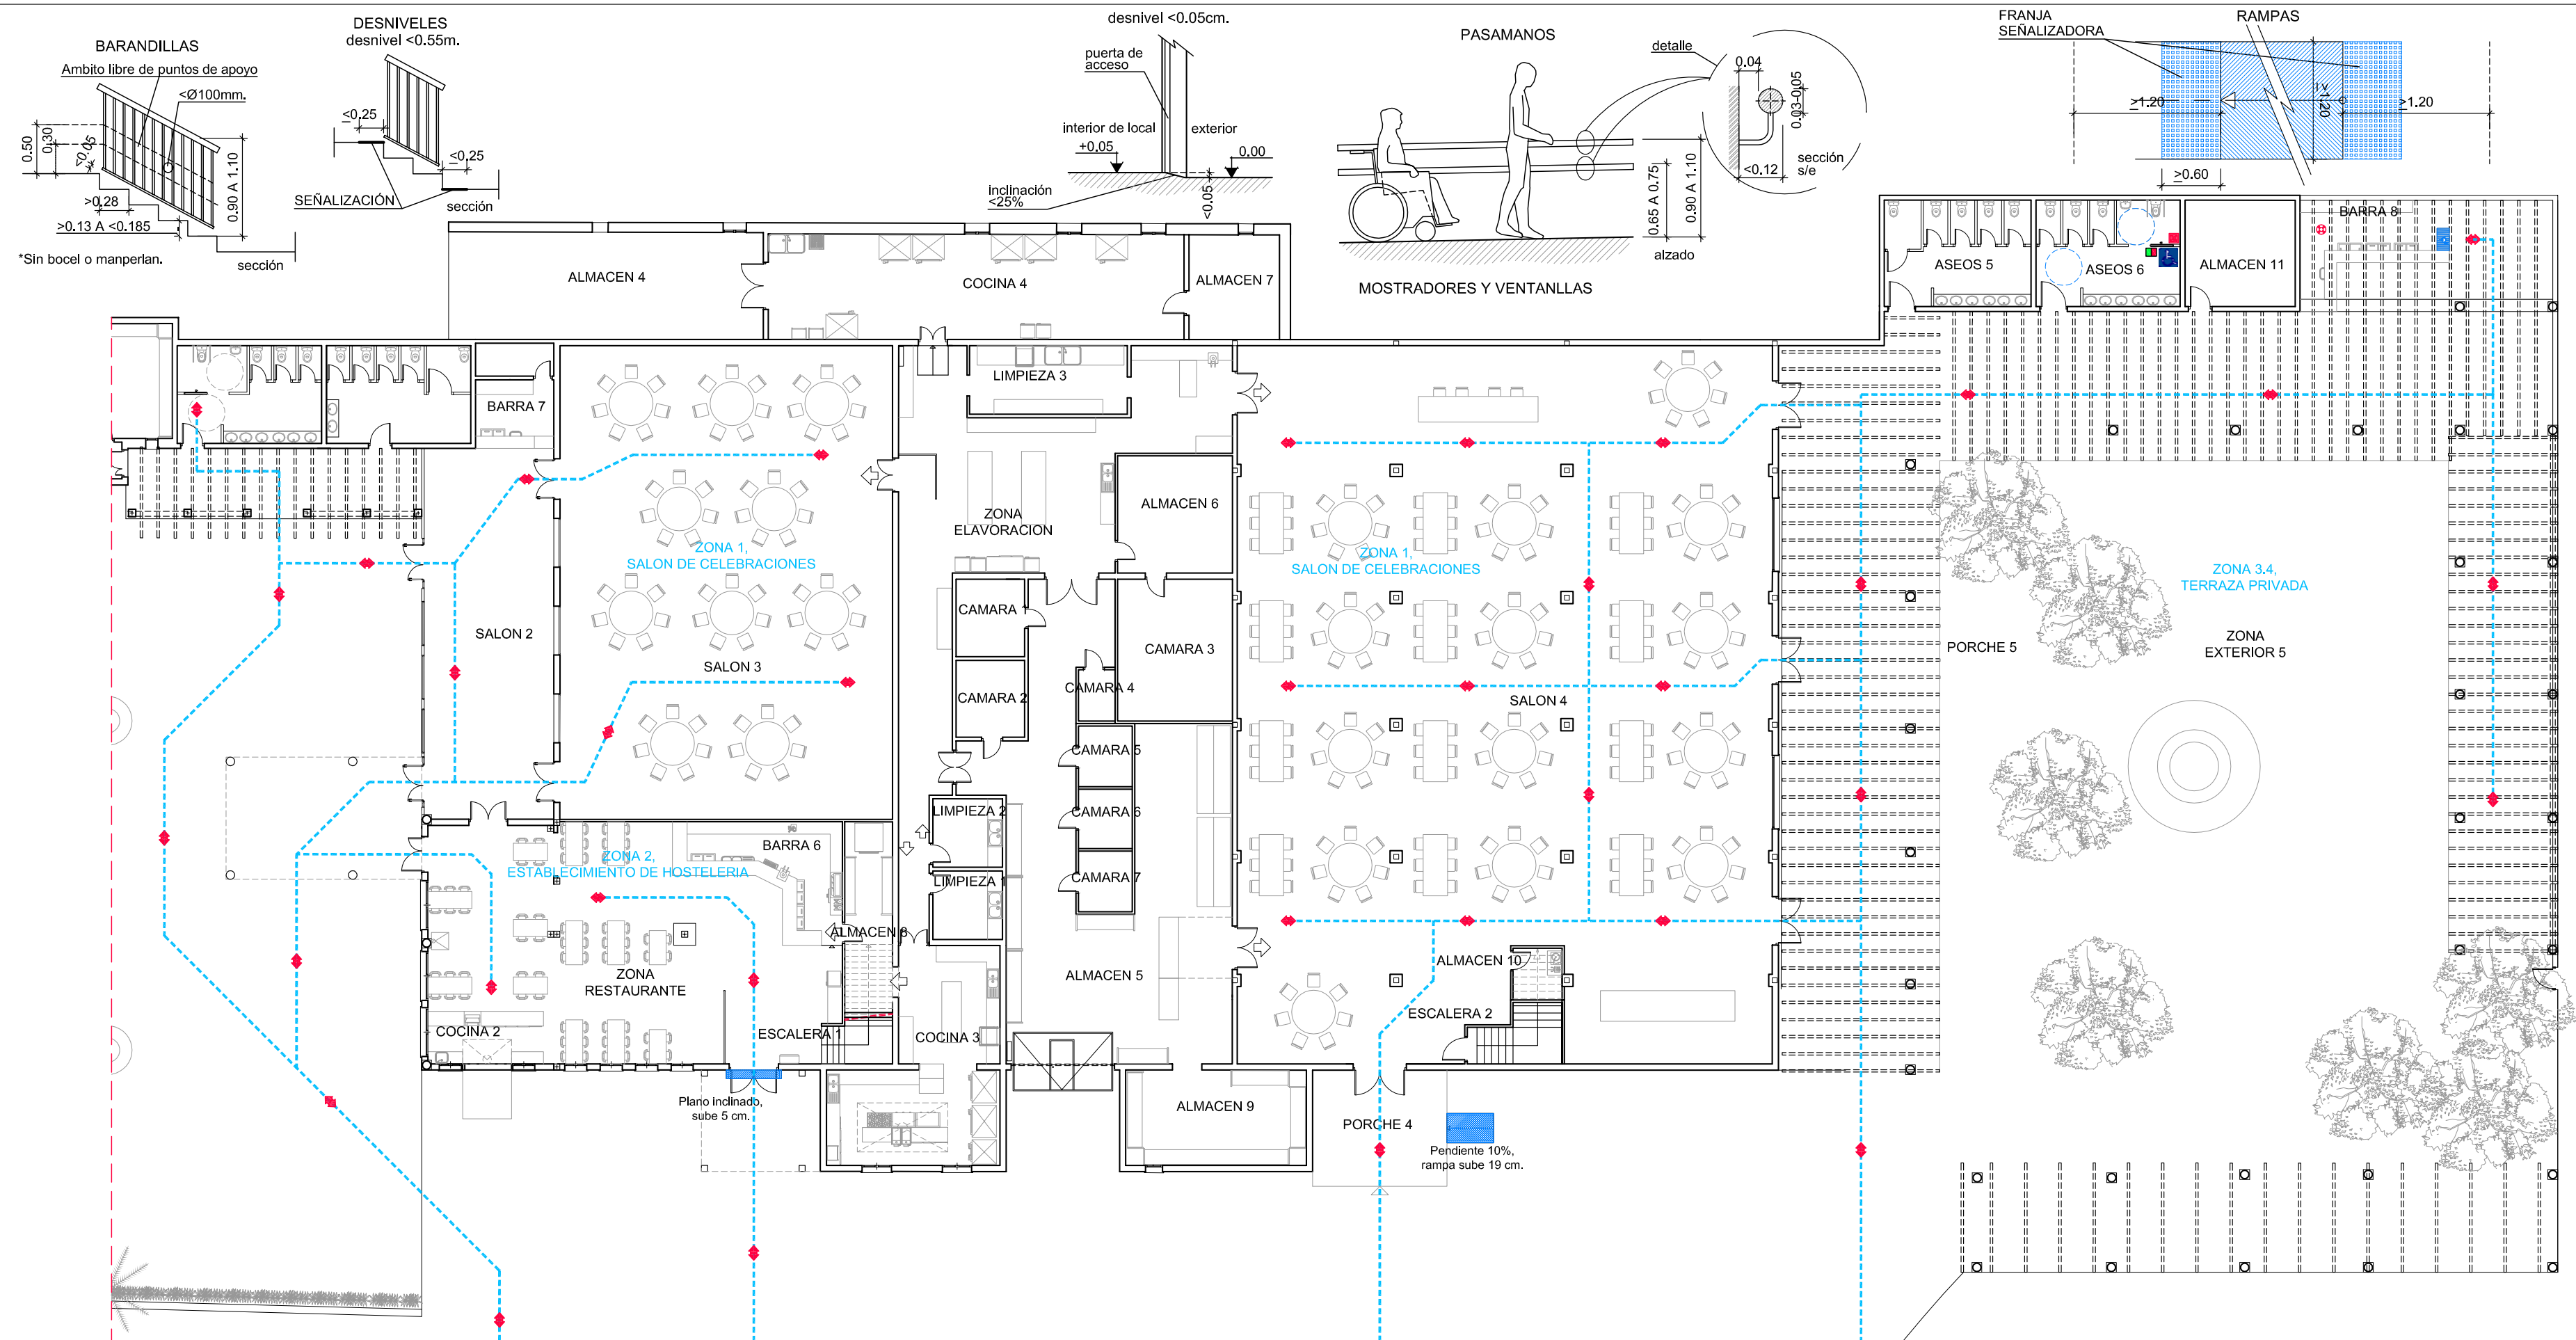 DESNIVELES
desnivel <0.55m.
BARANDILLAS
Ambito libre de puntos de apoyo
<Ø100mm.
0.50
0.30
<0.05
>0.28
>0.13 A <0.185
0.90 A 1.10
*Sin bocel o manperlan.
sección
<0.25
<0.25
SEÑALIZACIÓN
sección
desnivel <0.05cm.
puerta de
acceso
interior de local
exterior
+0.05
0.00
inclinación
<25%
<0.05
PASAMANOS
detalle
0.04
0.03-0.05
<0.12
sección
s/e
0.65 A 0.75
0.90 A 1.10
alzado
MOSTRADORES Y VENTANLLAS
FRANJA
SEÑALIZADORA
RAMPAS
>1.20
>1.20
>1.20
>0.60
ALMACEN 4
COCINA 4
ALMACEN 7
ASEOS 5
ASEOS 6
ALMACEN 11
BARRA 8
BARRA 7
LIMPIEZA 3
ZONA
ELAVORACION
ALMACEN 6
ZONA 1,
SALON DE CELEBRACIONES
ZONA 1,
SALON DE CELEBRACIONES
ZONA 3.4,
TERRAZA PRIVADA
SALON 2
SALON 3
CAMARA 1
CAMARA 2
CAMARA 3
CAMARA 4
SALON 4
PORCHE 5
ZONA
EXTERIOR 5
CAMARA 5
CAMARA 6
CAMARA 7
LIMPIEZA 2
LIMPIEZA 1
BARRA 6
ZONA 2,
ESTABLECIMIENTO DE HOSTELERIA
ALMACEN 8
ZONA
RESTAURANTE
ALMACEN 5
ALMACEN 10
COCINA 2
ESCALERA 1
COCINA 3
ESCALERA 2
Plano inclinado,
sube 5 cm.
ALMACEN 9
PORCHE 4
Pendiente 10%,
rampa sube 19 cm.